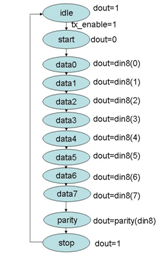 idle dout=1
tx_enable=1
start dout=0
data0 dout=din8(0)
data1 dout=din8(1)
data2 dout=din8(2)
data3 dout=din8(3)
data4 dout=din8(4)
data5 dout=din8(5)
data6 dout=din8(6)
data7 dout=din8(7)
parity dout=parity(din8)
stop dout=1